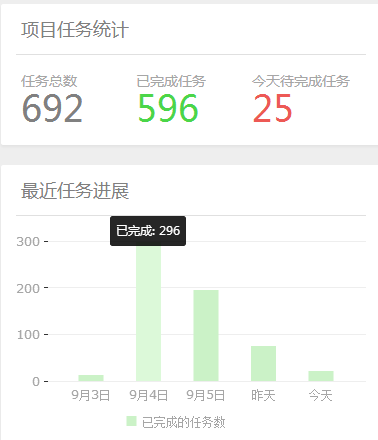 项目任务统计
任务总数 已完成任务 今天待完成任务
692 596 25
最近任务进展
已完成: 296
300
200
100
0
9月3日 9月4日 9月5日 昨天 今天
已完成的任务数